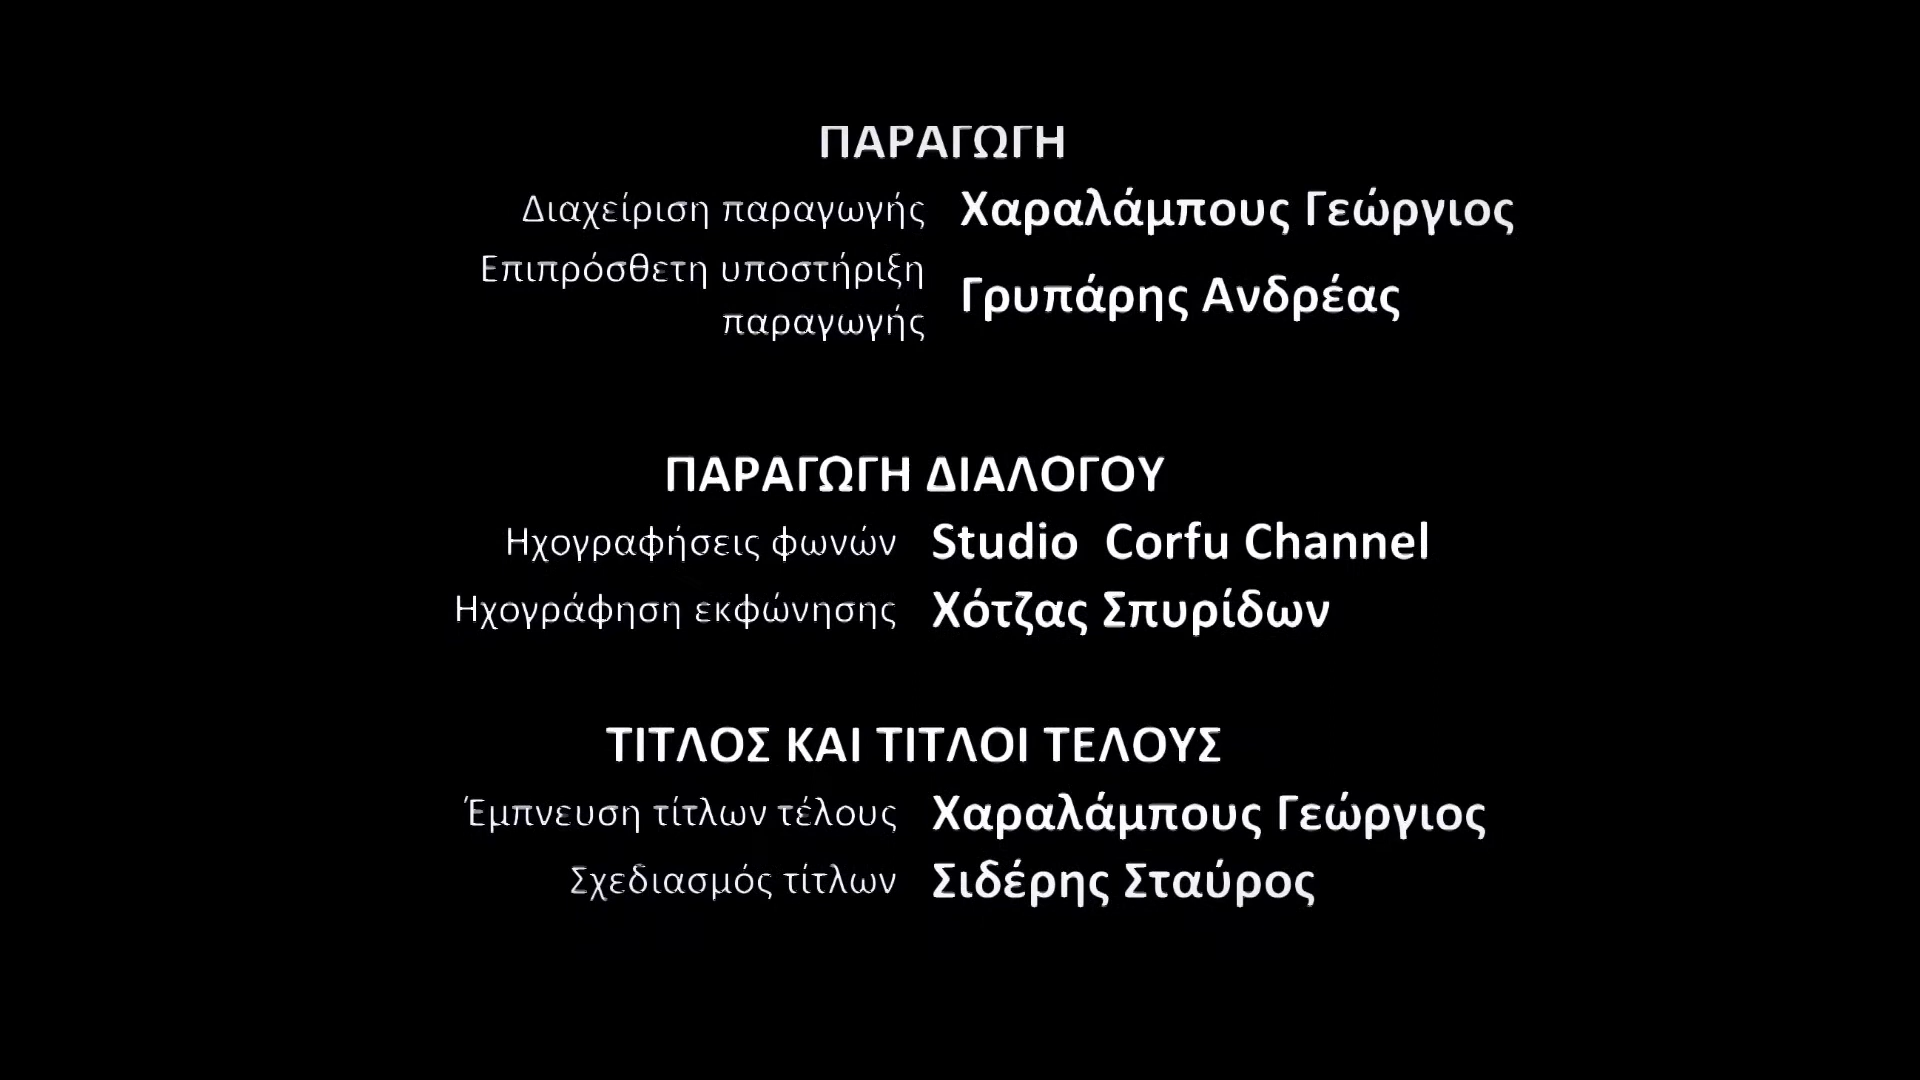 ΠΑΡΑΓΩΓΗ
Διαχείριση παραγωγής Χαραλάμπους Γεώργιος
Επιπρόσθετη υποστήριξη
παραγωγής Γρυπάρης Ανδρέας
ΠΑΡΑΓΩΓΗ ΔΙΑΛΟΓΟΥ
Ηχογραφήσεις φωνών Studio  Corfu Channel
Ηχογράφηση εκφώνησης Χότζας Σπυρίδων
ΤΙΤΛΟΣ ΚΑΙ ΤΙΤΛΟΙ ΤΕΛΟΥΣ
Έμπνευση τίτλων τέλους Χαραλάμπους Γεώργιος
Σχεδιασμός τίτλων Σιδέρης Σταύρος